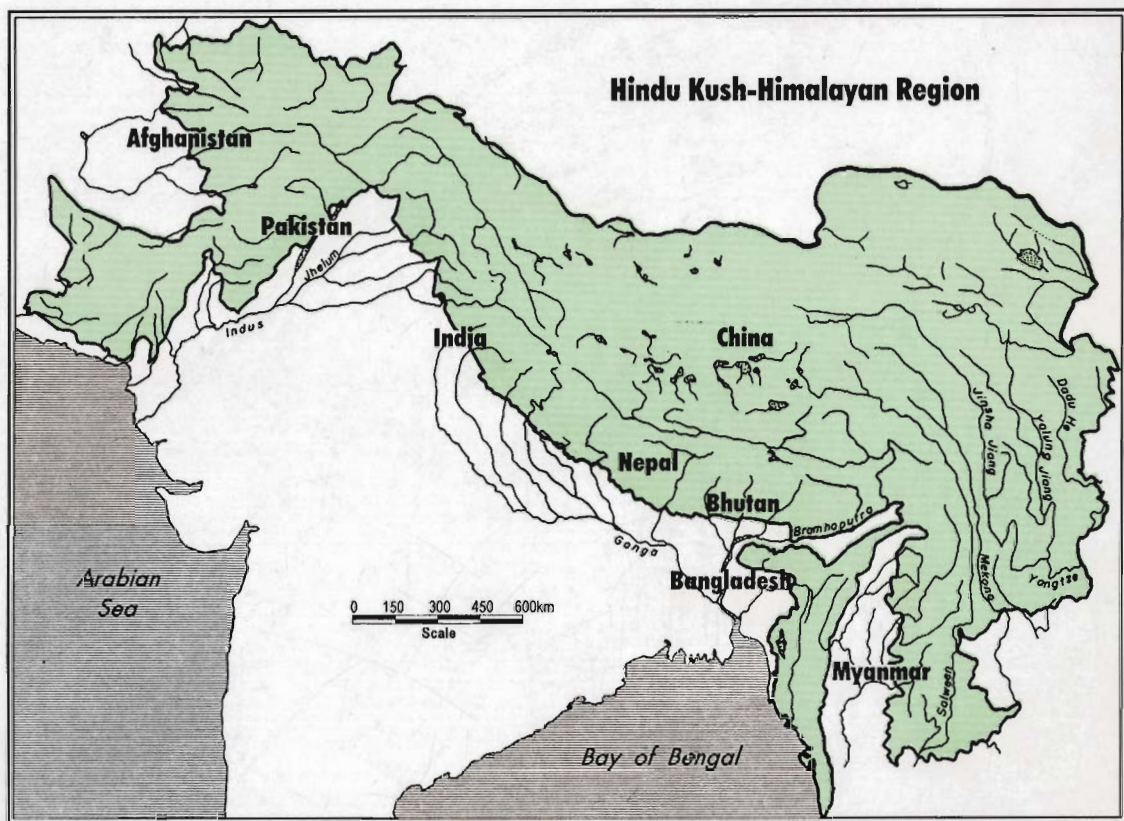 Hindu Kush-Himalayan Region
Afghanistan
Pakistan
Jhelum
Indus
India
China
Jinsha Jiang
Yalung Jiang
Dadu He
Nepal
Bhutan
Bramhaputra
Ganga
Bangladesh
Mekong
Yangtze
Arabian
Sea
0 150 300 450 600km
Scale
Myanmar
Salween
Bay of Bengal